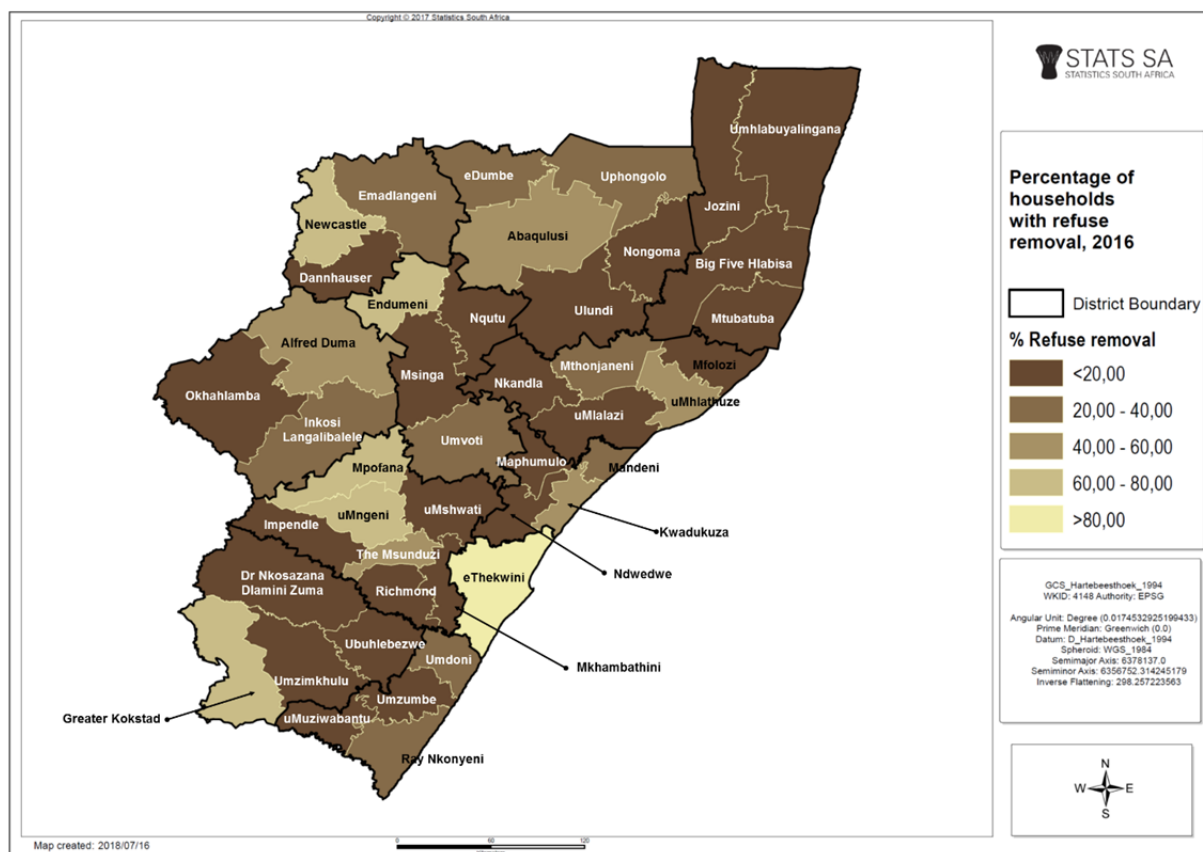 Copyright © 2017 Statistics South Africa
STATS SA
STATISTICS SOUTH AFRICA
Umhlabuyalingana
eDumbe
Uphongolo
Emadlangeni
Jozini
Newcastle
Abaqulusi
Nongoma
Big Five Hlabisa
Dannhauser
Endumeni
Ulundi
Nqutu
Mtubatuba
Alfred Duma
Mthonjaneni
Mfolozi
Msinga
Nkandla
Okhahlamba
uMhlathuze
uMlalazi
Inkosi
Langalibalele
Umvoti
Maphumulo
Mandeni
Mpofana
uMshwati
uMngeni
Impendle
Kwadukuza
The Msunduzi
Ndwedwe
eThekwini
Dr Nkosazana
Dlamini Zuma
Richmond
Ubuhlebezwe
Umdoni
Mkhambathini
Umzimkhulu
Umzumbe
Greater Kokstad
uMuziwabantu
Ray Nkonyeni
Percentage of
households
with refuse
removal, 2016
District Boundary
% Refuse removal
<20,00
20,00 - 40,00
40,00 - 60,00
60,00 - 80,00
>80,00
GCS_Hartebeesthoek_1994
WKID: 4148 Authority: EPSG
Angular Unit: Degree (0.0174532925199433)
Prime Meridian: Greenwich (0.0)
Datum: D_Hartebeesthoek_1994
Spheroid: WGS_1984
Semimajor Axis: 6378137.0
Semiminor Axis: 6356752.314245179
Inverse Flattening: 298.257223563
N
W E
S
Map created: 2018/07/16
0 60 120